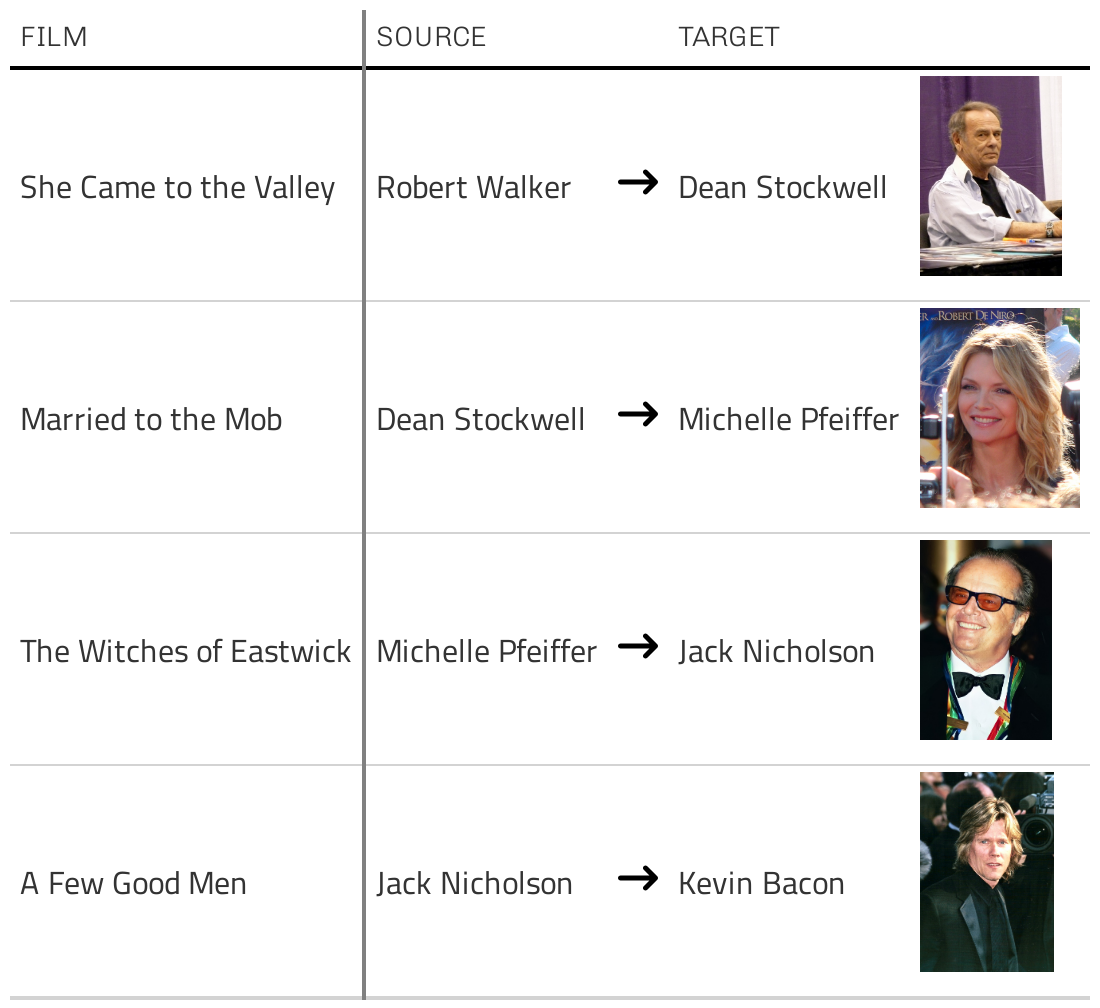 FILM SOURCE TARGET
She Came to the Valley Robert Walker → Dean Stockwell
ER AND ROBERT DE NIRO
Married to the Mob Dean Stockwell → Michelle Pfeiffer
The Witches of Eastwick Michelle Pfeiffer → Jack Nicholson
A Few Good Men Jack Nicholson → Kevin Bacon